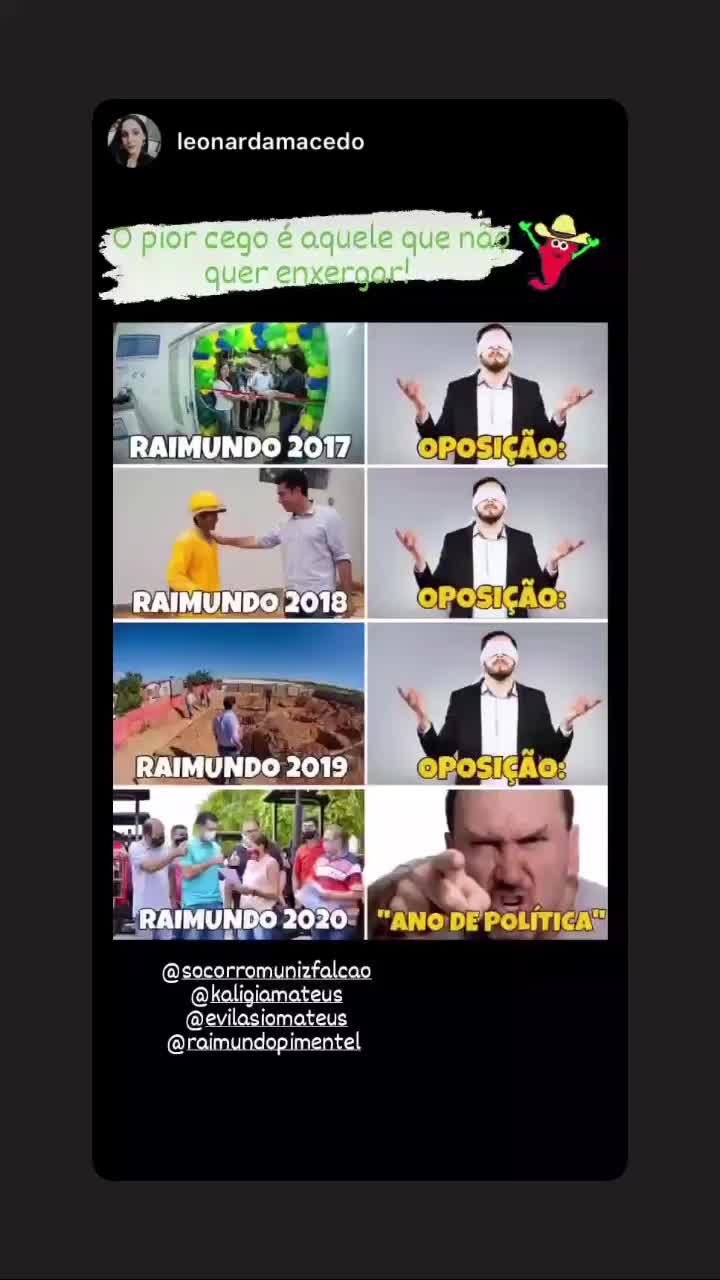 leonardamacedo
O pior cego é aquele que não
quer enxergar!
RAIMUNDO 2017
OPOSIÇÃO:
RAIMUNDO 2018
OPOSIÇÃO:
RAIMUNDO 2019
OPOSIÇÃO:
RAIMUNDO 2020
"ANO DE POLÍTICA"
@socorromunizfalcao
@kaligiamateus
@evilasiomateus
@raimundopimentel